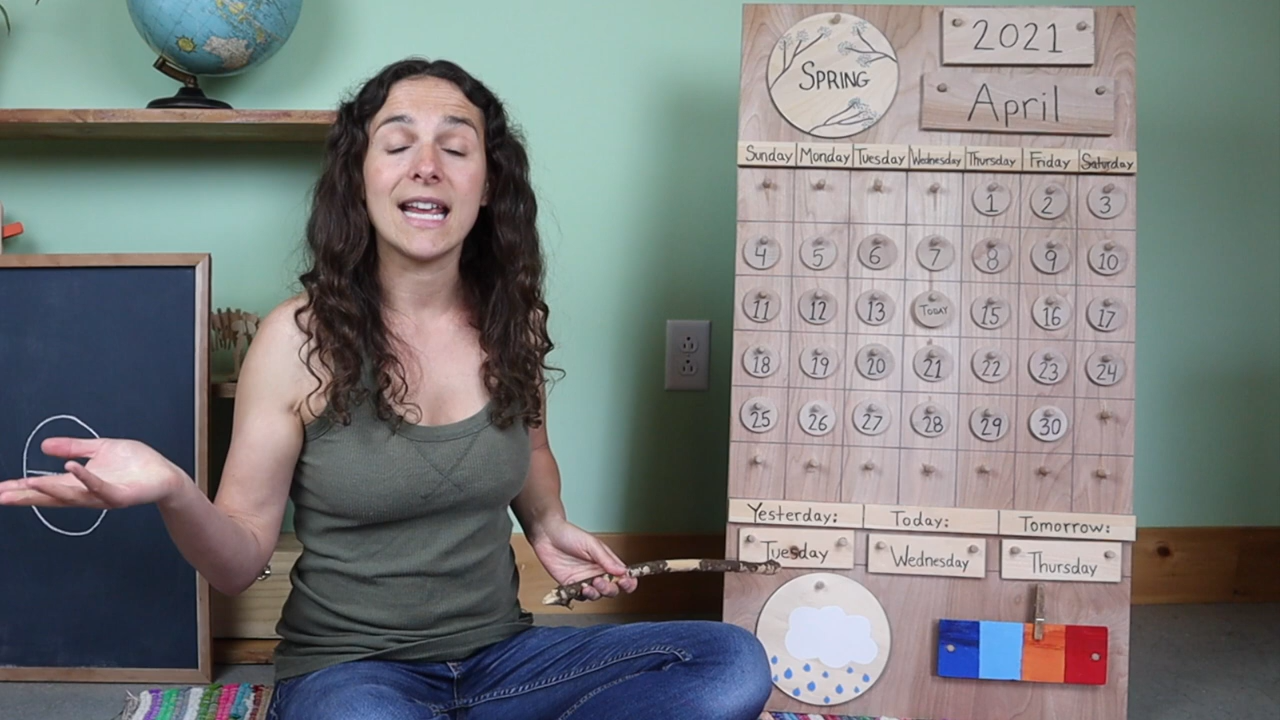 SPRING
2021
April
Sunday Monday Tuesday Wednesday Thursday Friday Saturday
1 2 3
4 5 6 7 8 9 10
11 12 13 TODAY 15 16 17
18 19 20 21 22 23 24
25 26 27 28 29 30
Yesterday: Today: Tomorrow:
Tuesday Wednesday Thursday